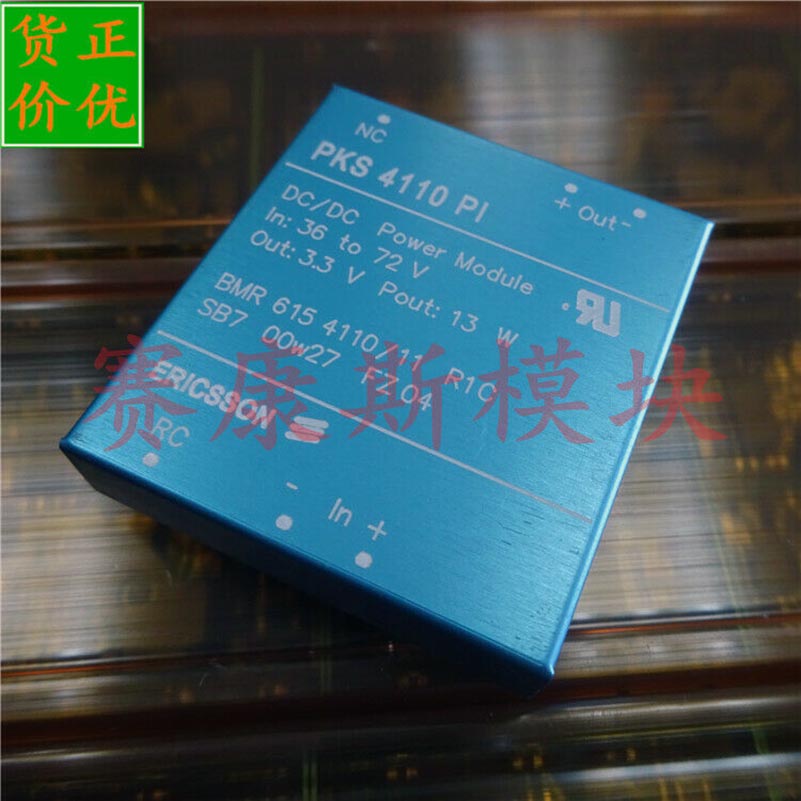 货正
价优
NC
PKS 4110 PI
+ Out -
DC/DC Power Module
In: 36 to 72 V
Out: 3.3 V Pout: 13 W
BMR 615 4110 /11 R1C
SB7 00w27 FZ04
赛康斯模块
ERICSSON
RC
- In +